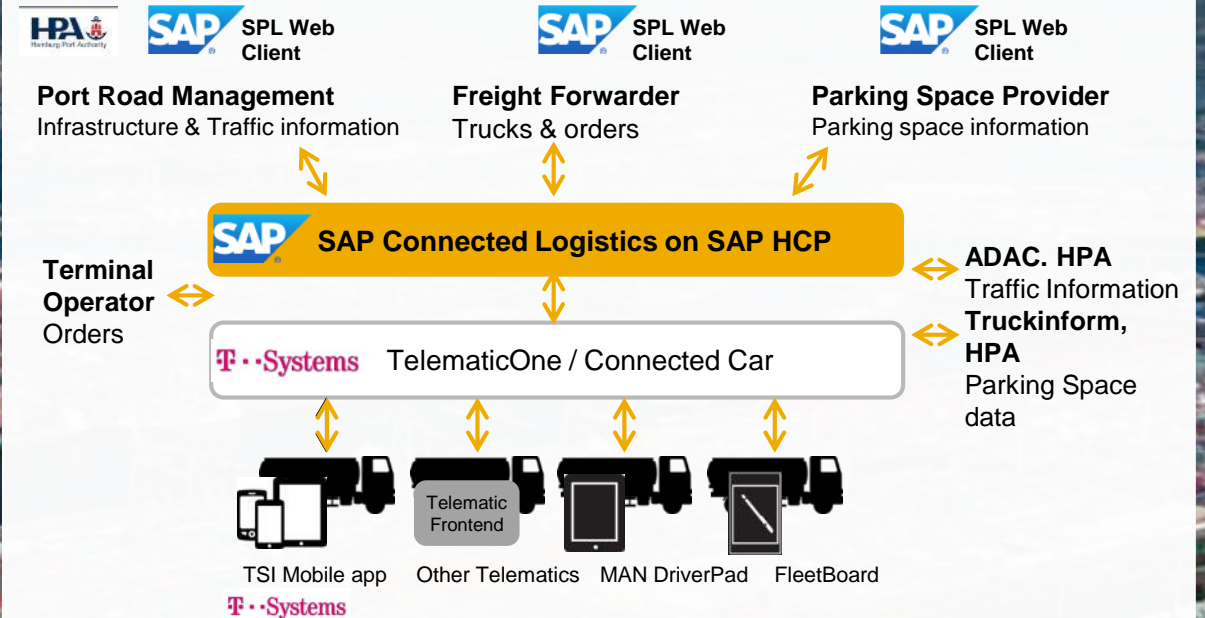 HPA
Hamburg Port Authority
SAP
SPL Web
Client
SAP
SPL Web
Client
SAP
SPL Web
Client
Port Road Management
Infrastructure & Traffic information
Freight Forwarder
Trucks & orders
Parking Space Provider
Parking space information
SAP
SAP Connected Logistics on SAP HCP
Terminal
Operator
Orders
ADAC. HPA
Traffic Information
Truckinform,
HPA
Parking Space
data
T··Systems
TelematicOne / Connected Car
Telematic
Frontend
TSI Mobile app
Other Telematics
MAN DriverPad
FleetBoard
T··Systems